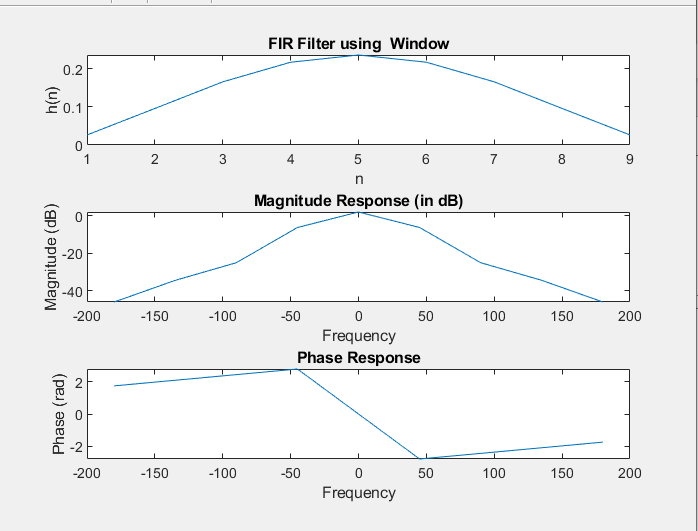 FIR Filter using  Window
0.2
0.1
0
h(n)
1 2 3 4 5 6 7 8 9
n
Magnitude Response (in dB)
0
-20
-40
Magnitude (dB)
-200 -150 -100 -50 0 50 100 150 200
Frequency
Phase Response
2
0
-2
Phase (rad)
-200 -150 -100 -50 0 50 100 150 200
Frequency